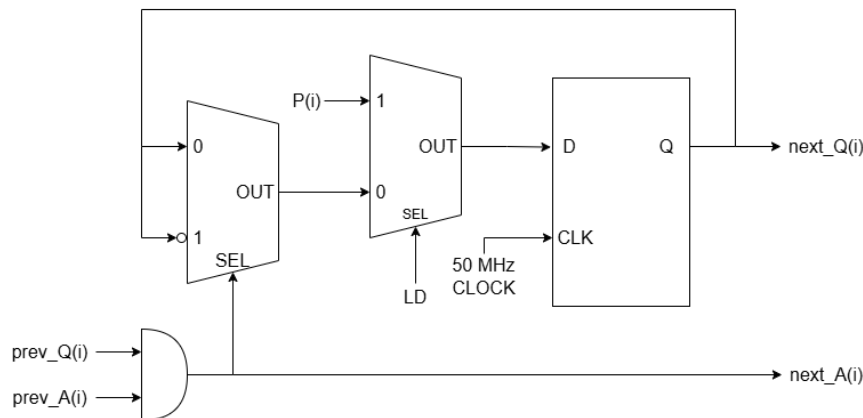 P(i)
1
0
OUT
D
Q
next_Q(i)
OUT
0
1
SEL
SEL
CLK
50 MHz
CLOCK
LD
prev_Q(i)
prev_A(i)
next_A(i)